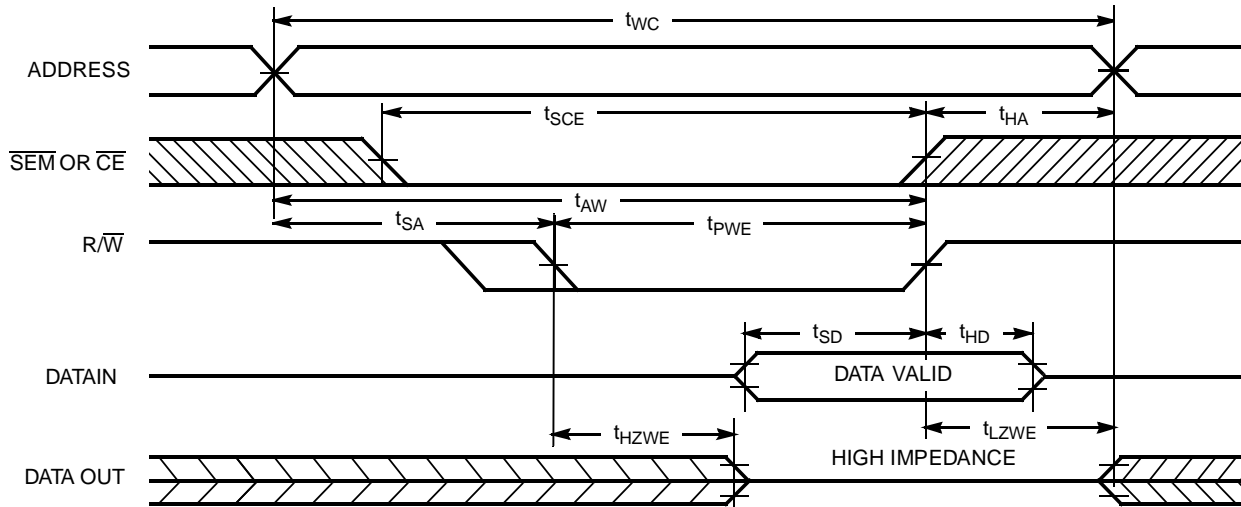 tWC
ADDRESS
tSCE
tHA
SEM OR CE
tAW
tSA
tPWE
R/W
tSD
tHD
DATAIN
DATA VALID
tHZWE
tLZWE
HIGH IMPEDANCE
DATA OUT